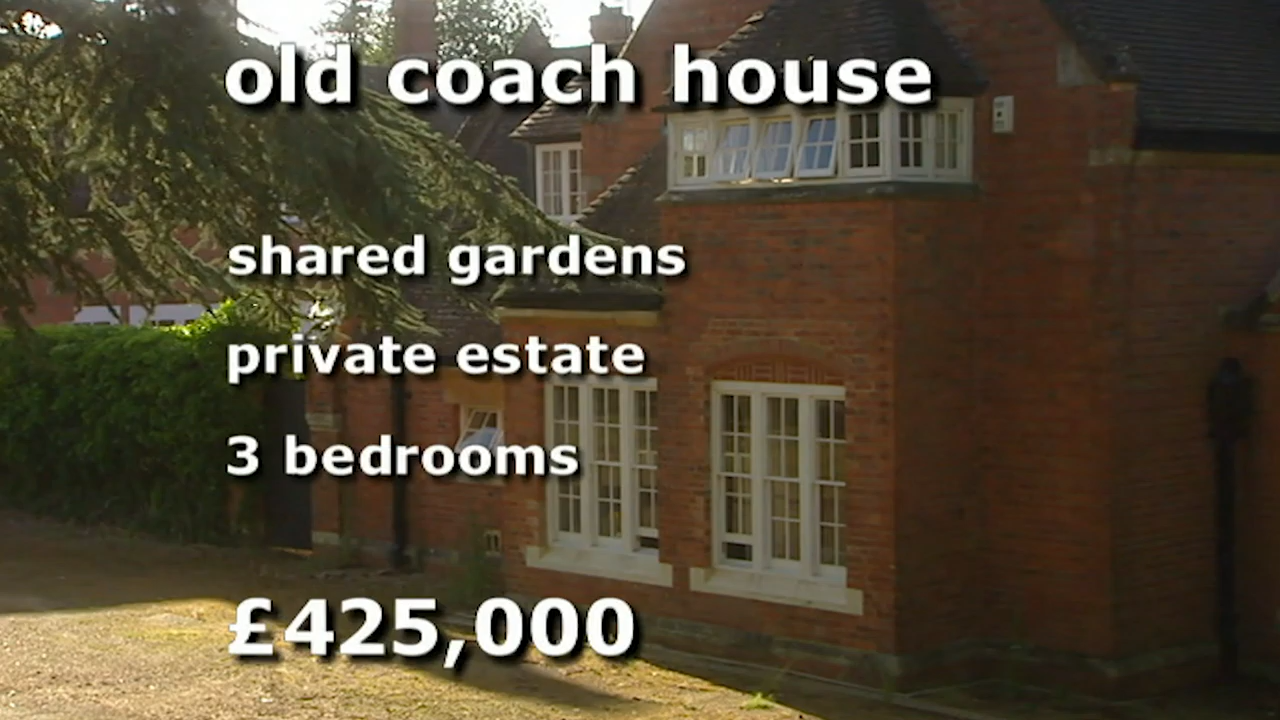 old coach house
shared gardens
private estate
3 bedrooms
£425,000